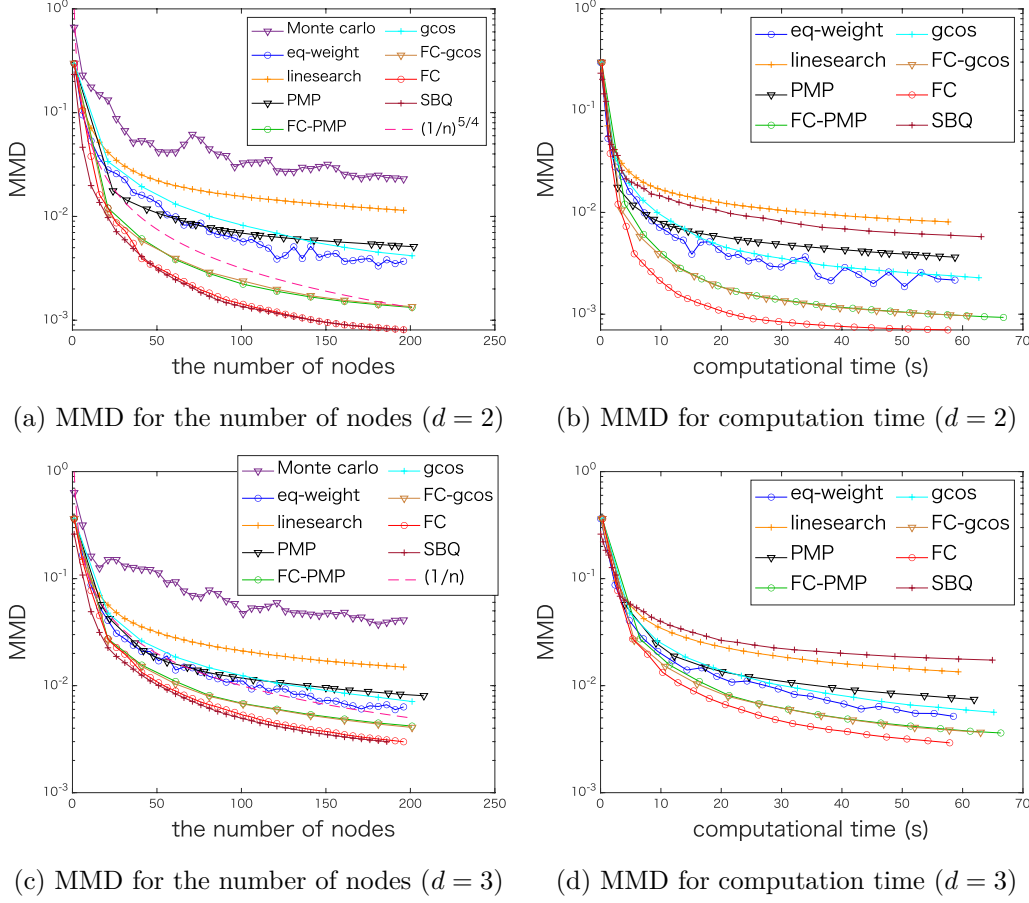 Monte carlo
eq-weight
linesearch
PMP
FC-PMP
gcos
FC-gcos
FC
SBQ
(1/n)^{5/4}
10^0
10^{-1}
10^{-2}
10^{-3}
MMD
0 50 100 150 200 250
the number of nodes
(a) MMD for the number of nodes (d = 2)
eq-weight
linesearch
PMP
FC-PMP
gcos
FC-gcos
FC
SBQ
10^0
10^{-1}
10^{-2}
10^{-3}
MMD
0 10 20 30 40 50 60 70
computational time (s)
(b) MMD for computation time (d = 2)
Monte carlo
eq-weight
linesearch
PMP
FC-PMP
gcos
FC-gcos
FC
SBQ
(1/n)
10^0
10^{-1}
10^{-2}
10^{-3}
MMD
0 50 100 150 200 250
the number of nodes
(c) MMD for the number of nodes (d = 3)
eq-weight
linesearch
PMP
FC-PMP
gcos
FC-gcos
FC
SBQ
10^0
10^{-1}
10^{-2}
10^{-3}
MMD
0 10 20 30 40 50 60 70
computational time (s)
(d) MMD for computation time (d = 3)